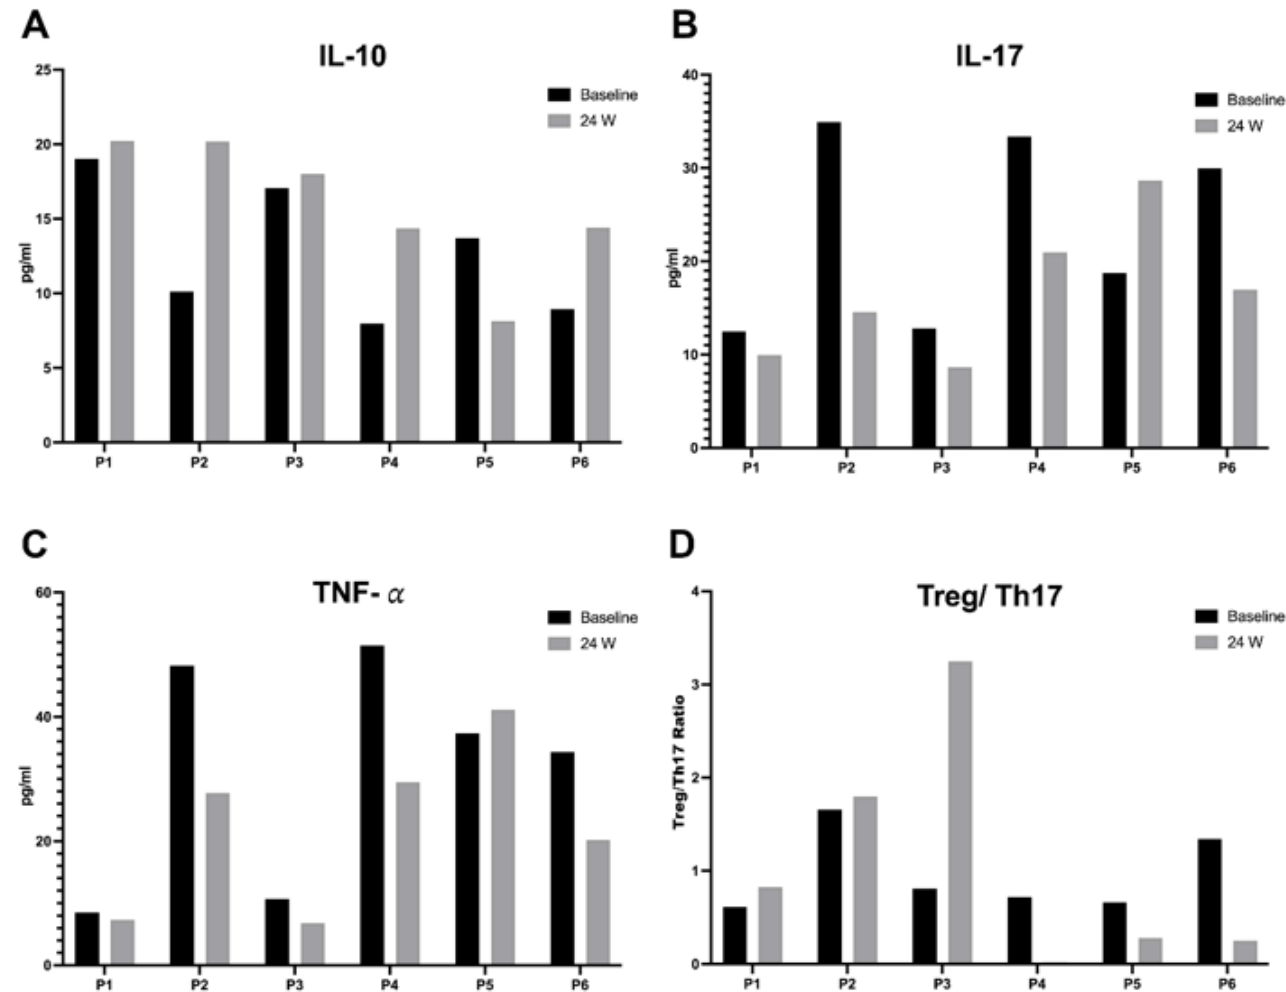 A
IL-10
25
20
15
10
5
0
pg/ml
Baseline
24 W
P1 P2 P3 P4 P5 P6
B
IL-17
40
30
20
10
0
pg/ml
Baseline
24 W
P1 P2 P3 P4 P5 P6
C
TNF- α
60
40
20
0
pg/ml
Baseline
24 W
P1 P2 P3 P4 P5 P6
D
Treg/ Th17
4
3
2
1
0
Treg/Th17 Ratio
Baseline
24 W
P1 P2 P3 P4 P5 P6